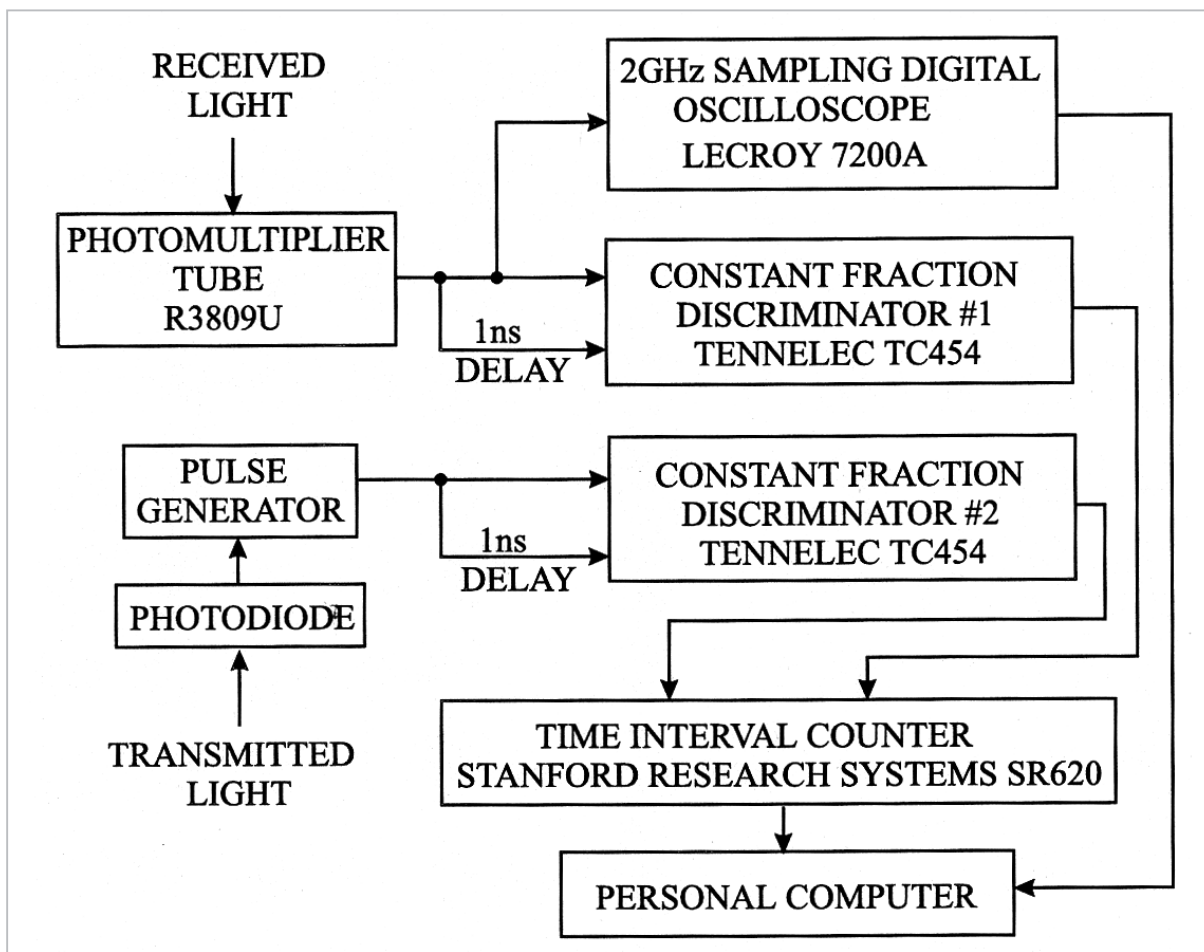 RECEIVED
LIGHT
2GHz SAMPLING DIGITAL
OSCILLOSCOPE
LECROY 7200A
PHOTOMULTIPLIER
TUBE
R3809U
1ns
DELAY
CONSTANT FRACTION
DISCRIMINATOR #1
TENNELEC TC454
PULSE
GENERATOR
1ns
DELAY
CONSTANT FRACTION
DISCRIMINATOR #2
TENNELEC TC454
PHOTODIODE
TRANSMITTED
LIGHT
TIME INTERVAL COUNTER
STANFORD RESEARCH SYSTEMS SR620
PERSONAL COMPUTER